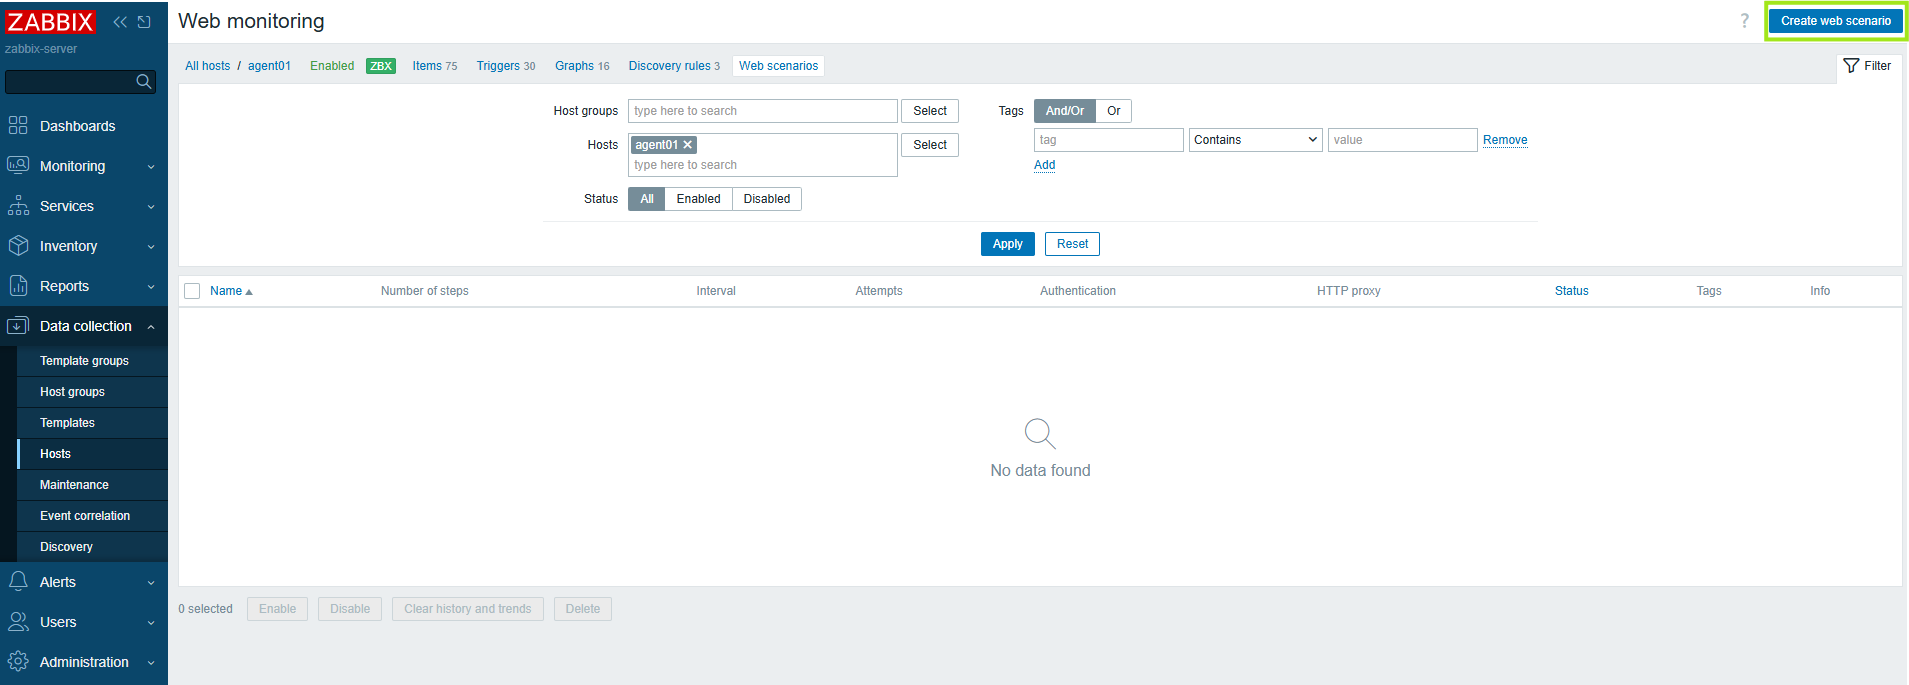 ZABBIX
zabbix-server
Dashboards
Monitoring
Services
Inventory
Reports
Data collection
Template groups
Host groups
Templates
Hosts
Maintenance
Event correlation
Discovery
Alerts
Users
Administration
Web monitoring
? Create web scenario
All hosts / agent01 Enabled ZBX Items 75 Triggers 30 Graphs 16 Discovery rules 3 Web scenarios
Filter
Host groups type here to search Select
Hosts agent01 Select
type here to search
Status All Enabled Disabled
Tags And/Or Or
tag Contains value Remove
Add
Apply Reset
Name Number of steps Interval Attempts Authentication HTTP proxy Status Tags Info
No data found
0 selected Enable Disable Clear history and trends Delete